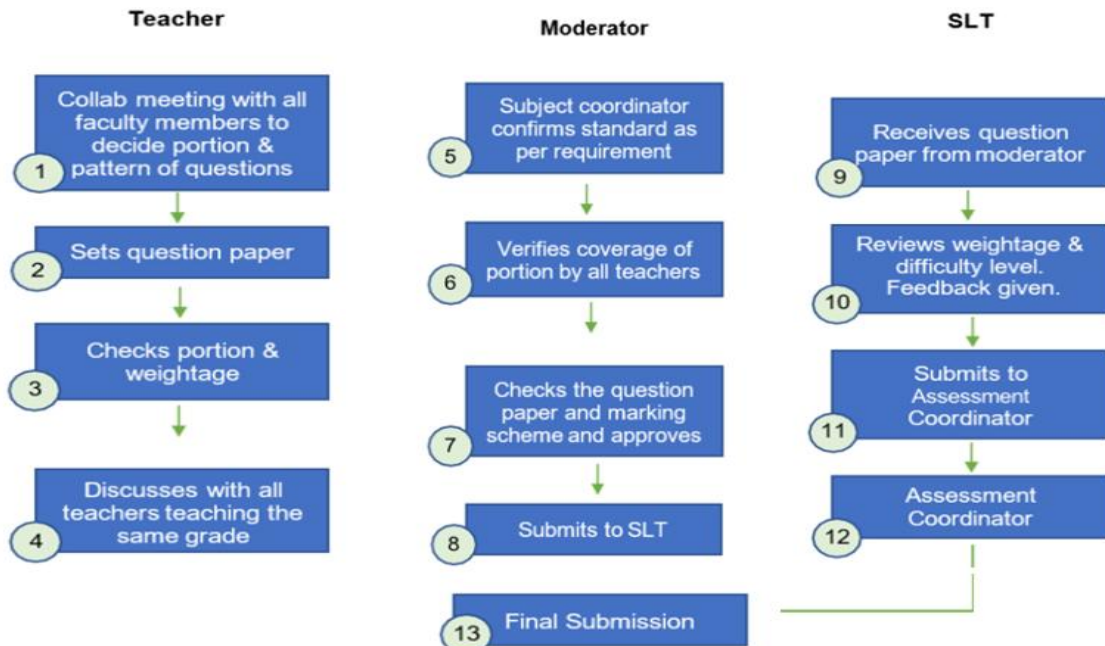 Teacher
Collab meeting with all
faculty members to
decide portion &
pattern of questions
1
Sets question paper
2
Checks portion &
weightage
3
Discusses with all
teachers teaching the
same grade
4
Moderator
Subject coordinator
confirms standard as
per requirement
5
Verifies coverage of
portion by all teachers
6
Checks the question
paper and marking
scheme and approves
7
Submits to SLT
8
SLT
Receives question
paper from moderator
9
Reviews weightage &
difficulty level.
Feedback given.
10
Submits to
Assessment
Coordinator
11
Assessment
Coordinator
12
Final Submission
13